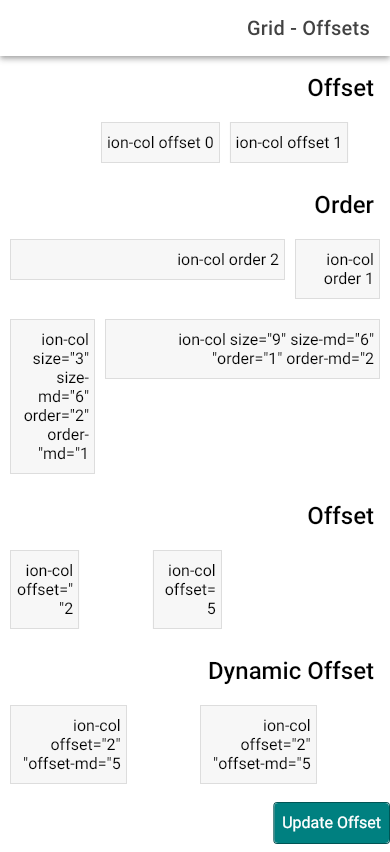 Grid - Offsets
Offset
ion-col offset 0
ion-col offset 1
Order
ion-col order 2
ion-col
order 1
ion-col
size="3"
size-
md="6"
order="2"
order-
"md="1
ion-col size="9" size-md="6"
"order="1" order-md="2
Offset
ion-col
offset="
"2
ion-col
offset=
5
Dynamic Offset
ion-col
offset="2"
"offset-md="5
ion-col
offset="2"
"offset-md="5
Update Offset